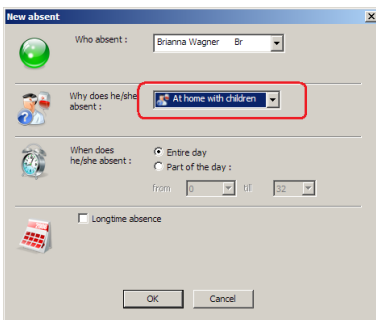 New absent
Who absent :
Brianna Wagner Br
Why does he/she absent :
At home with children
When does he/she absent :
Entire day
Part of the day :
from 0 till 32
Longtime absence
OK Cancel